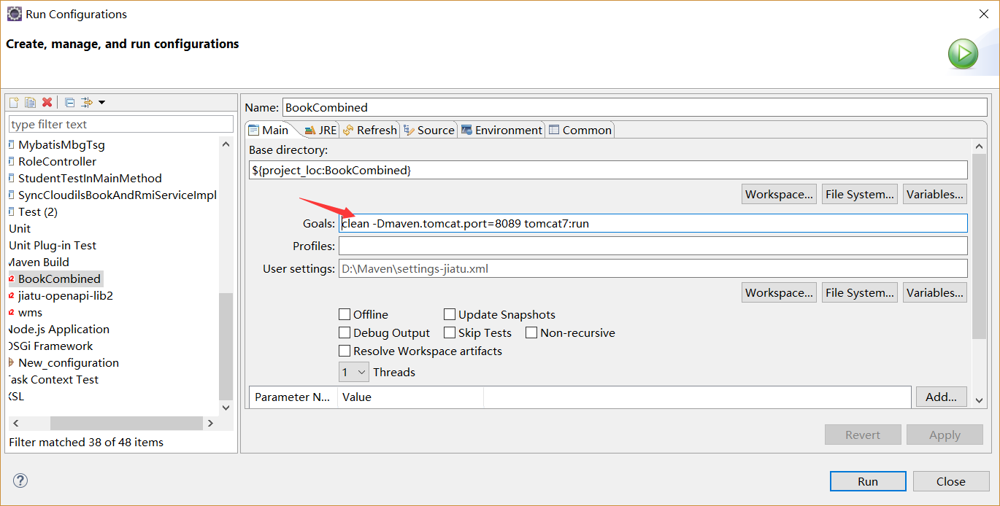 Run Configurations
Create, manage, and run configurations
type filter text
MybatisMbgTsg
RoleController
StudentTestInMainMethod
SyncCloudilsBookAndRmiServiceImpl
Test (2)
Unit
Unit Plug-in Test
Maven Build
BookCombined
jiatu-openapi-lib2
wms
Node.js Application
OSGi Framework
New_configuration
Task Context Test
XSL
Filter matched 38 of 48 items
Name: BookCombined
Main JRE Refresh Source Environment Common
Base directory:
${project_loc:BookCombined}
Workspace... File System... Variables...
Goals: clean -Dmaven.tomcat.port=8089 tomcat7:run
Profiles:
User settings: D:\Maven\settings-jiatu.xml
Workspace... File System... Variables...
Offline Update Snapshots
Debug Output Skip Tests Non-recursive
Resolve Workspace artifacts
1 Threads
Parameter N... Value Add...
Revert Apply
Run Close